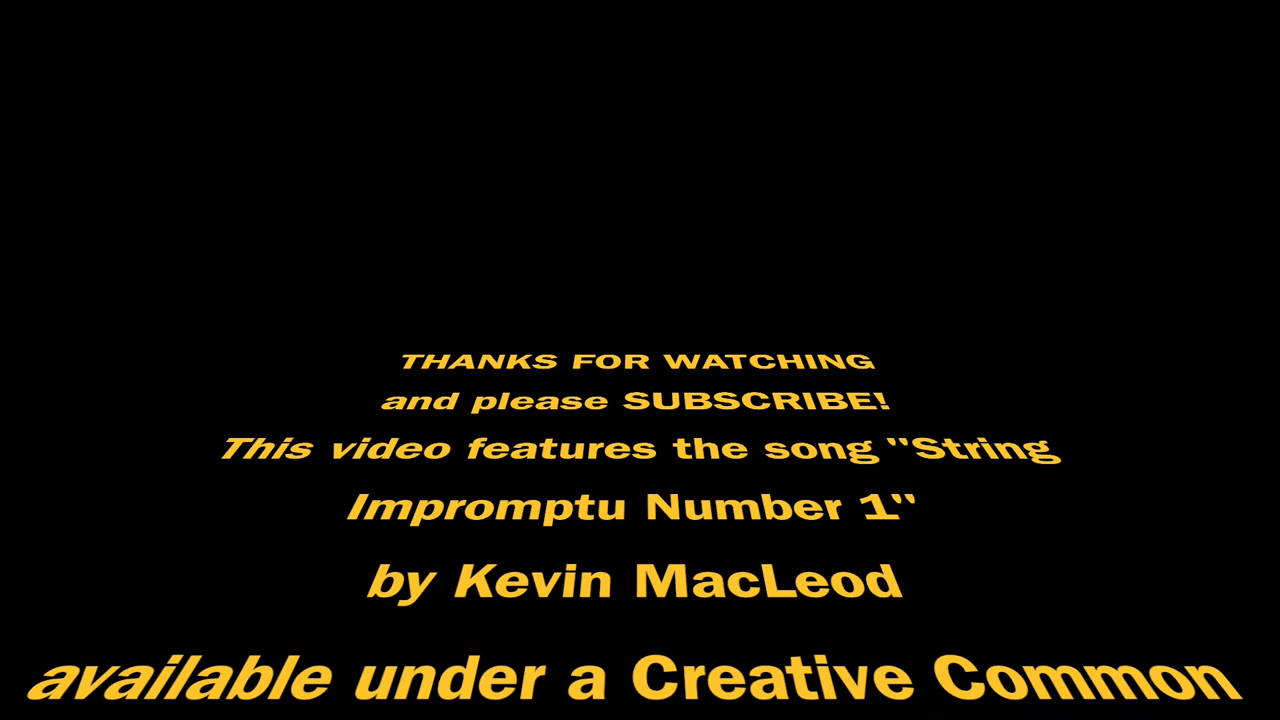 THANKS FOR WATCHING
and please SUBSCRIBE!
This video features the song "String
Impromptu Number 1"
by Kevin MacLeod
available under a Creative Common